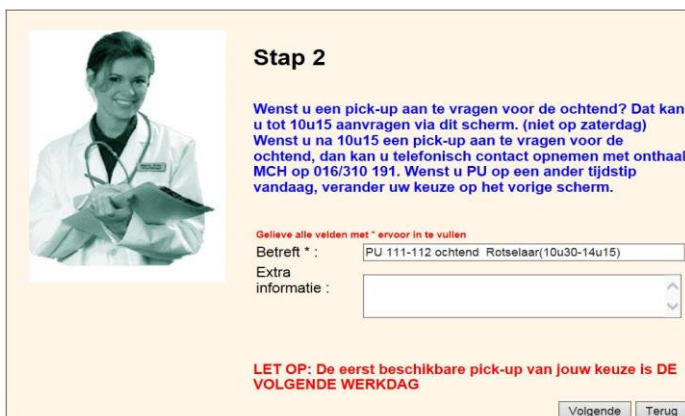 Stap 2
Wenst u een pick-up aan te vragen voor de ochtend? Dat kan
u tot 10u15 aanvragen via dit scherm. (niet op zaterdag)
Wenst u na 10u15 een pick-up aan te vragen voor de
ochtend, dan kan u telefonisch contact opnemen met onthaal
MCH op 016/310 191. Wenst u PU op een ander tijdstip
vandaag, verander uw keuze op het vorige scherm.
Gelieve alle velden met * ervoor in te vullen
Betreft * : PU 111-112 ochtend Rotselaar(10u30-14u15)
Extra
informatie :
LET OP: De eerst beschikbare pick-up van jouw keuze is DE
VOLGENDE WERKDAG
Volgende Terug